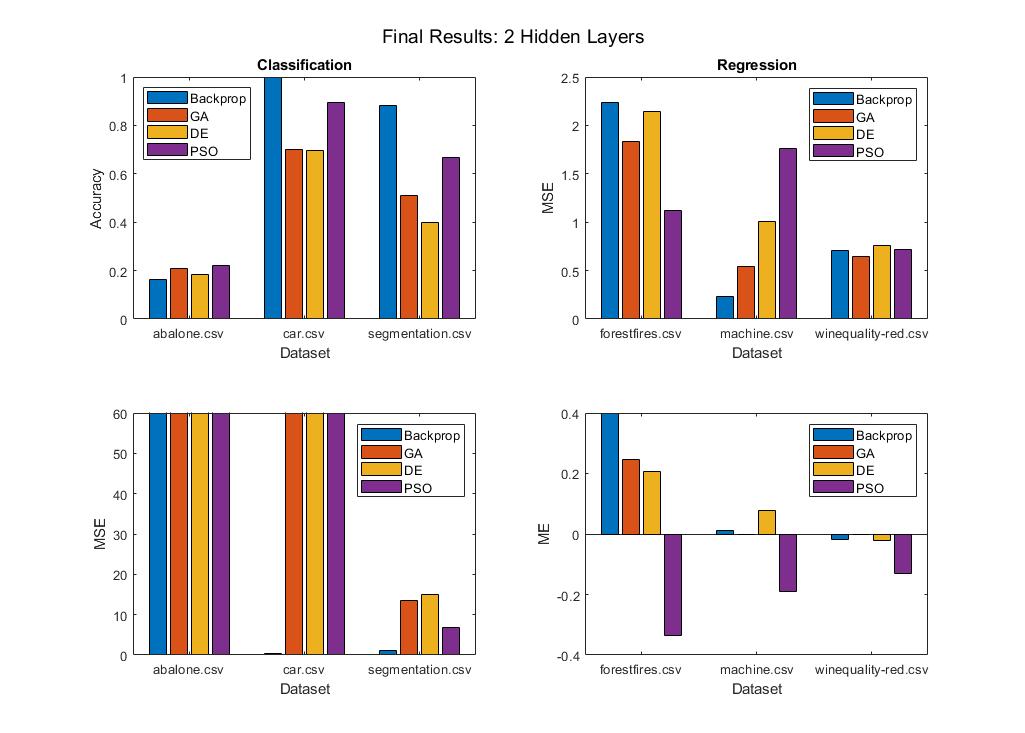 Final Results: 2 Hidden Layers
Classification
1
0.8
0.6
0.4
0.2
0
Accuracy
Backprop
GA
DE
PSO
abalone.csv car.csv segmentation.csv
Dataset
Regression
2.5
2
1.5
1
0.5
0
MSE
Backprop
GA
DE
PSO
forestfires.csv machine.csv winequality-red.csv
Dataset
60
50
40
30
20
10
0
MSE
Backprop
GA
DE
PSO
abalone.csv car.csv segmentation.csv
Dataset
0.4
0.2
0
-0.2
-0.4
ME
Backprop
GA
DE
PSO
forestfires.csv machine.csv winequality-red.csv
Dataset